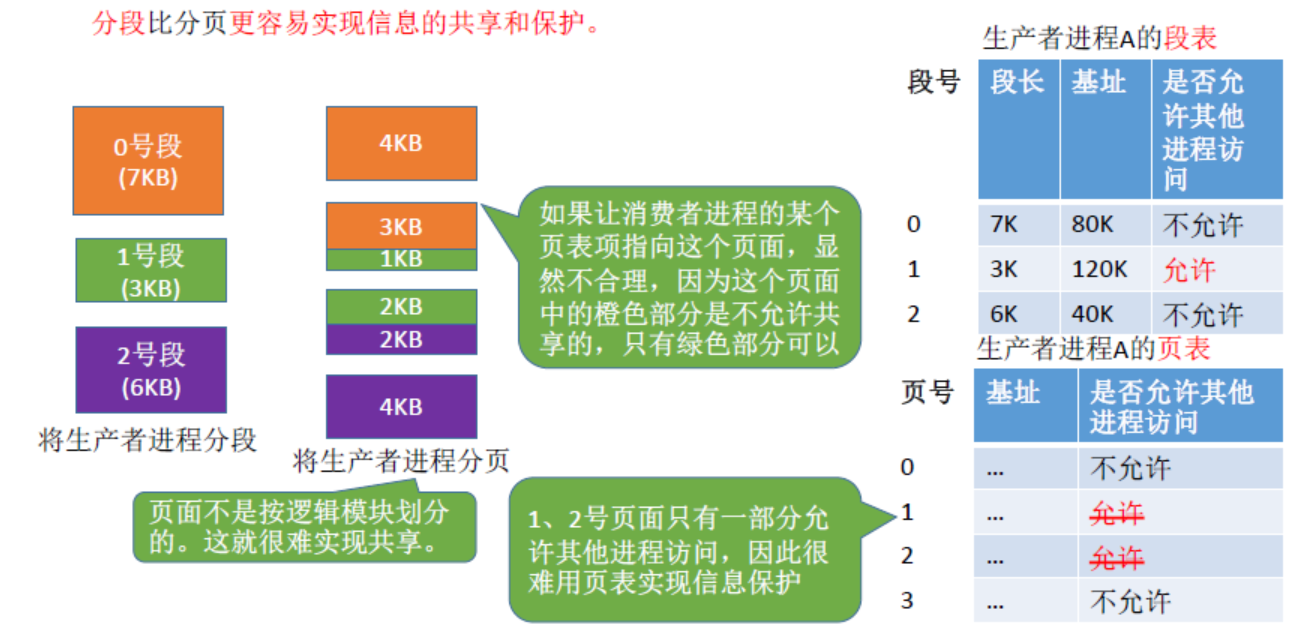 分段比分页更容易实现信息的共享和保护。
0号段
(7KB)
1号段
(3KB)
2号段
(6KB)
将生产者进程分段
4KB
3KB
1KB
2KB
2KB
4KB
将生产者进程分页
如果让消费者进程的某个
页表项指向这个页面，显
然不合理，因为这个页面
中的橙色部分是不允许共
享的，只有绿色部分可以
页面不是按逻辑模块划分
的。这就很难实现共享。
1、2号页面只有一部分允
许其他进程访问，因此很
难用页表实现信息保护
生产者进程A的段表
段号 段长 基址 是否允
许其他
进程访
问
0 7K 80K 不允许
1 3K 120K 允许
2 6K 40K 不允许
生产者进程A的页表
页号 基址 是否允许其他
进程访问
0 ... 不允许
1 ... 允许
2 ... 允许
3 ... 不允许